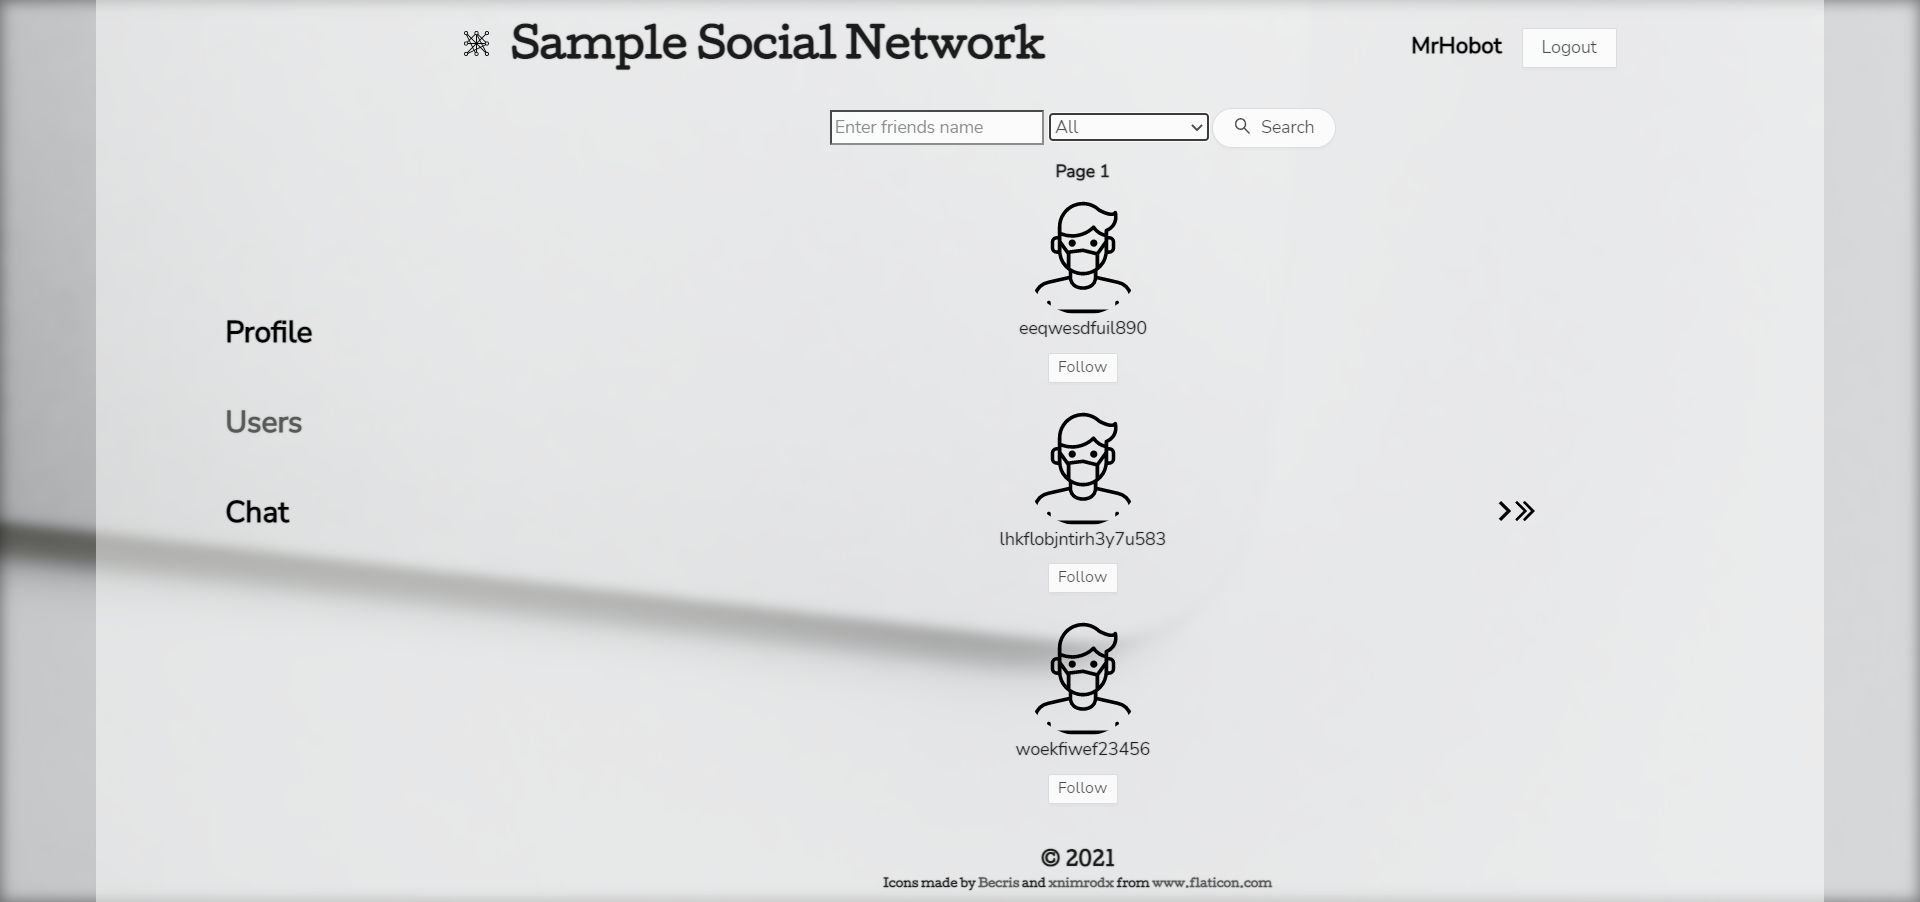 Sample Social Network
MrHobot
Logout
Enter friends name
All
Search
Page 1
eeqwesdfuil890
Follow
Profile
Users
Chat
lhkflobjntirh3y7u583
Follow
woekfiwef23456
Follow
© 2021
Icons made by Becris and xnimrodx from www.flaticon.com